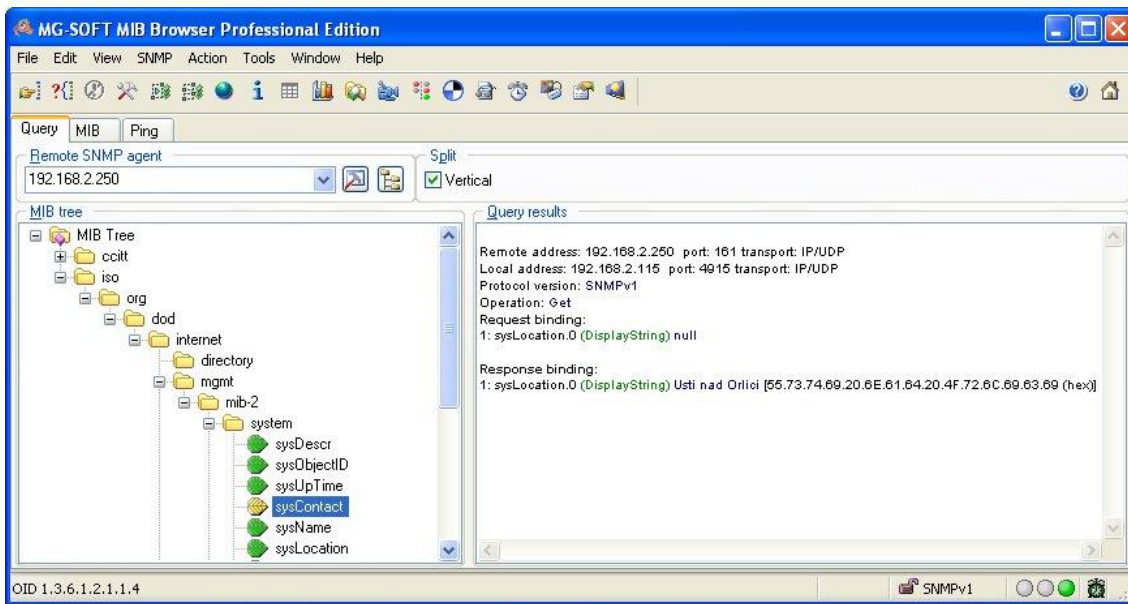 MG-SOFT MIB Browser Professional Edition
File Edit View SNMP Action Tools Window Help
Query MIB Ping
Remote SNMP agent
192.168.2.250
Split
Vertical
MIB tree
MIB Tree
ccitt
iso
org
dod
internet
directory
mgmt
mib-2
system
sysDescr
sysObjectID
sysUpTime
sysContact
sysName
sysLocation
Query results
Remote address: 192.168.2.250 port: 161 transport: IP/UDP
Local address: 192.168.2.115 port: 4915 transport: IP/UDP
Protocol version: SNMPv1
Operation: Get
Request binding:
1: sysLocation.0 (DisplayString) null
Response binding:
1: sysLocation.0 (DisplayString) Usti nad Orlici [55.73.74.69.20.6E.61.64.20.4F.72.6C.69.63.69 (hex)]
OID 1.3.6.1.2.1.1.4
SNMPv1